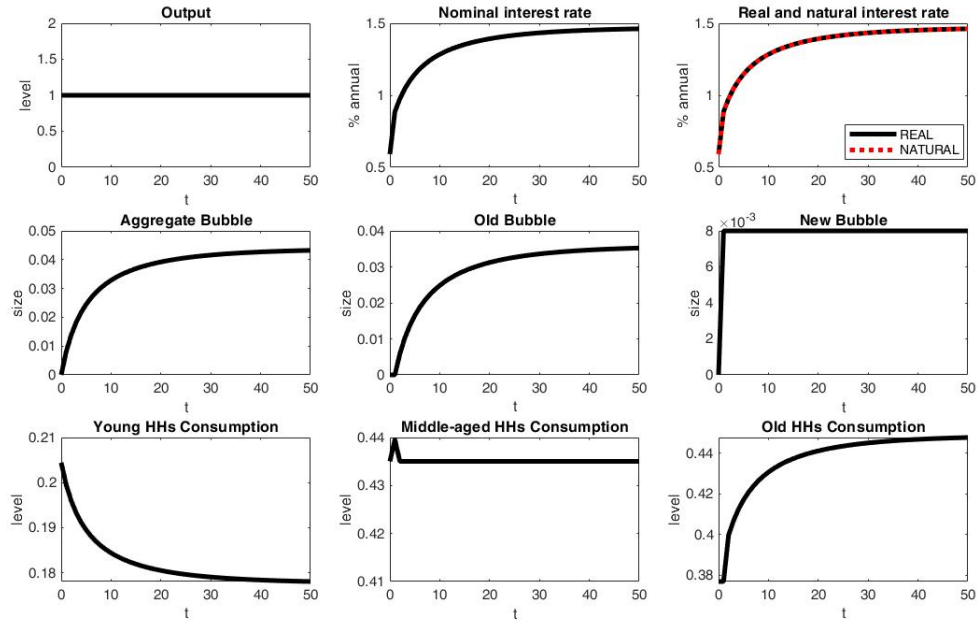 Output
2
1.5
1
0.5
0
level
0 10 20 30 40 50
t
Nominal interest rate
1.5
1
0.5
% annual
0 10 20 30 40 50
t
Real and natural interest rate
1.5
1
0.5
% annual
REAL
NATURAL
0 10 20 30 40 50
t
Aggregate Bubble
0.05
0.04
0.03
0.02
0.01
0
size
0 10 20 30 40 50
t
Old Bubble
0.04
0.03
0.02
0.01
0
size
0 10 20 30 40 50
t
New Bubble
×10⁻³
8
6
4
2
0
size
0 10 20 30 40 50
t
Young HHs Consumption
0.21
0.2
0.19
0.18
level
0 10 20 30 40 50
t
Middle-aged HHs Consumption
0.44
0.43
0.42
0.41
level
0 10 20 30 40 50
t
Old HHs Consumption
0.44
0.42
0.4
0.38
level
0 10 20 30 40 50
t